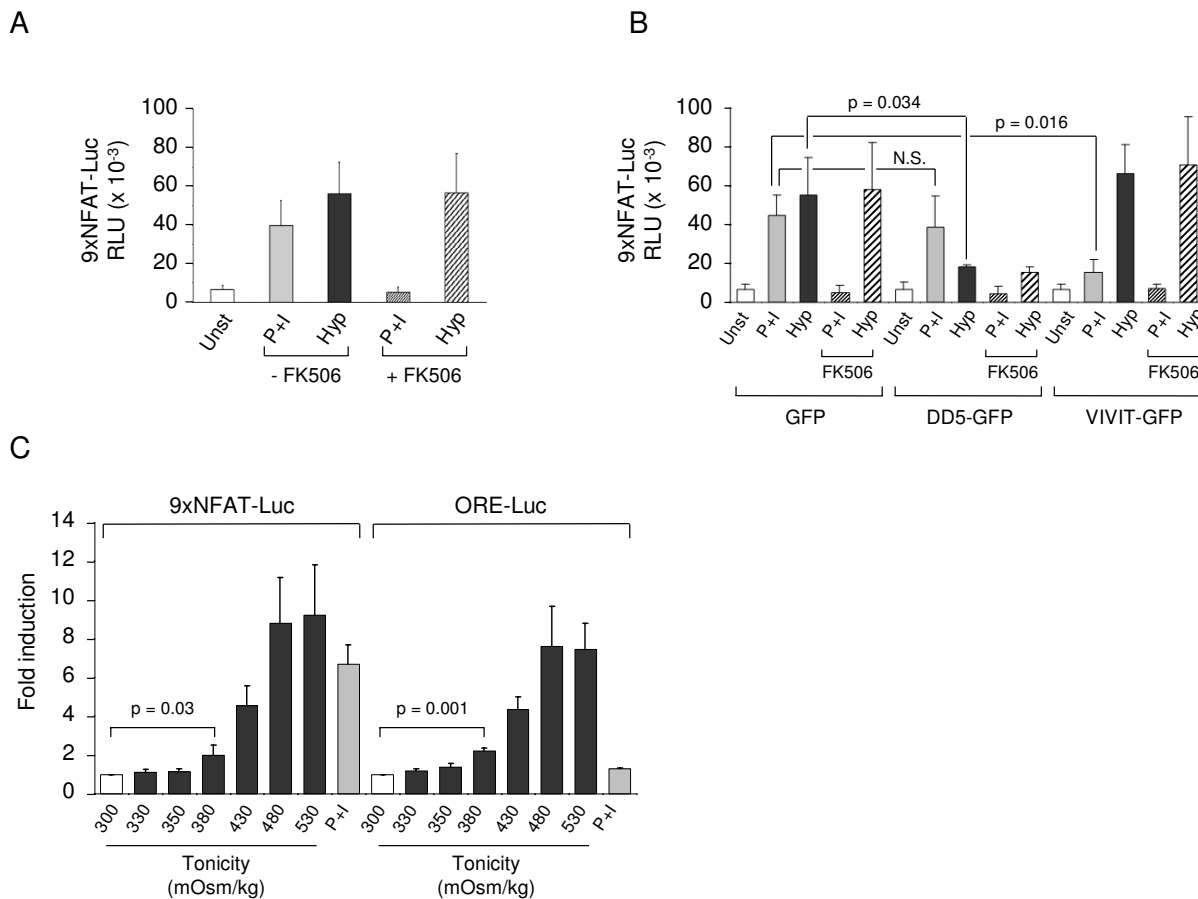 A
9xNFAT-Luc
RLU (x 10-3)
100
80
60
40
20
0
Unst
P+I
Hyp
P+I
Hyp
- FK506
+ FK506
B
9xNFAT-Luc
RLU (x 10-3)
100
80
60
40
20
0
p = 0.034
p = 0.016
N.S.
Unst
P+I
Hyp
P+I
Hyp
Unst
P+I
Hyp
P+I
Hyp
Unst
P+I
Hyp
P+I
Hyp
FK506
FK506
FK506
GFP
DD5-GFP
VIVIT-GFP
C
9xNFAT-Luc
ORE-Luc
Fold induction
14
12
10
8
6
4
2
0
p = 0.03
p = 0.001
300
330
350
380
430
480
530
P+I
300
330
350
380
430
480
530
P+I
Tonicity
(mOsm/kg)
Tonicity
(mOsm/kg)